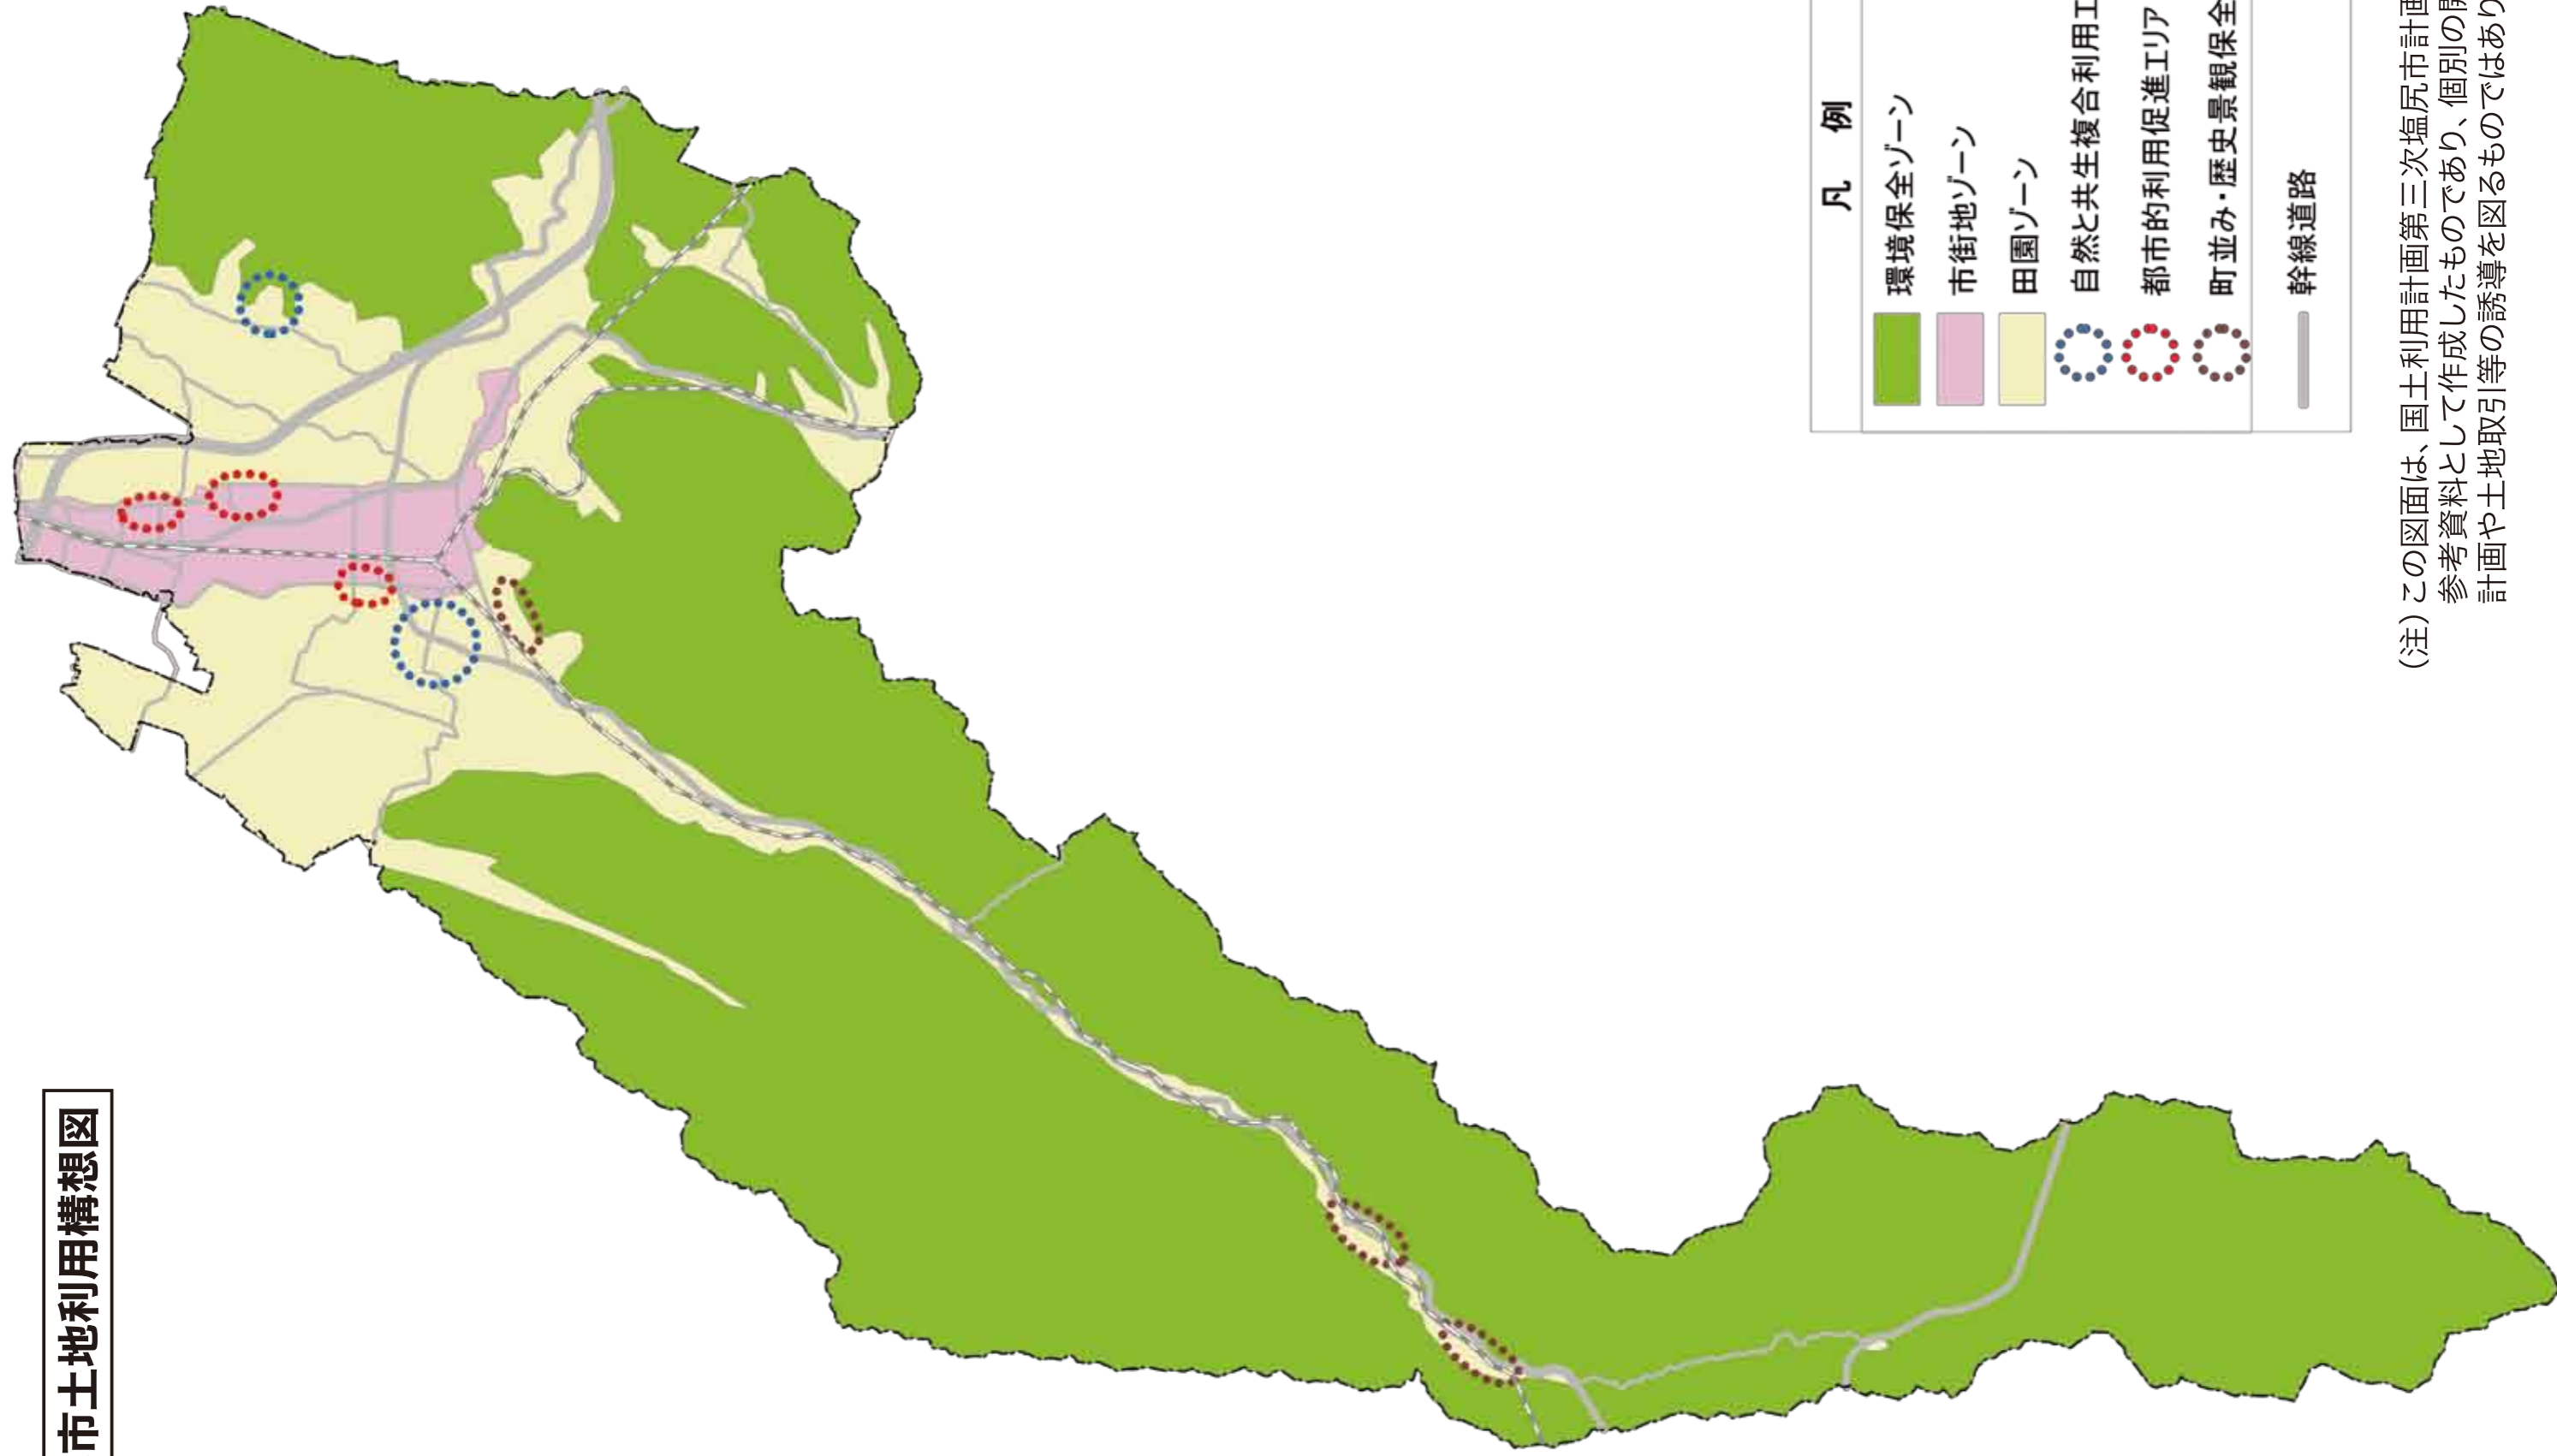 市土地利用構想図
凡　例
環境保全ゾーン
市街地ゾーン
田園ゾーン
自然と共生複合利用エ
都市的利用促進エリア
町並み・歴史景観保全
幹線道路
（注）この図面は、国土利用計画第三次塩尻市計画
参考資料として作成したものであり、個別の開
計画や土地取引等の誘導を図るものではあり